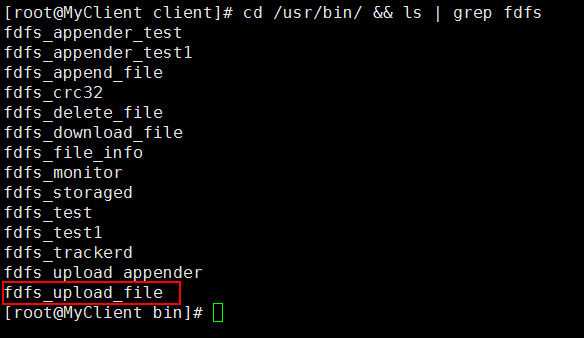 [root@MyClient client]# cd /usr/bin/ && ls | grep fdfs
fdfs_appender_test
fdfs_appender_test1
fdfs_append_file
fdfs_crc32
fdfs_delete_file
fdfs_download_file
fdfs_file_info
fdfs_monitor
fdfs_storaged
fdfs_test
fdfs_test1
fdfs_trackerd
fdfs_upload_appender
fdfs_upload_file
[root@MyClient bin]#